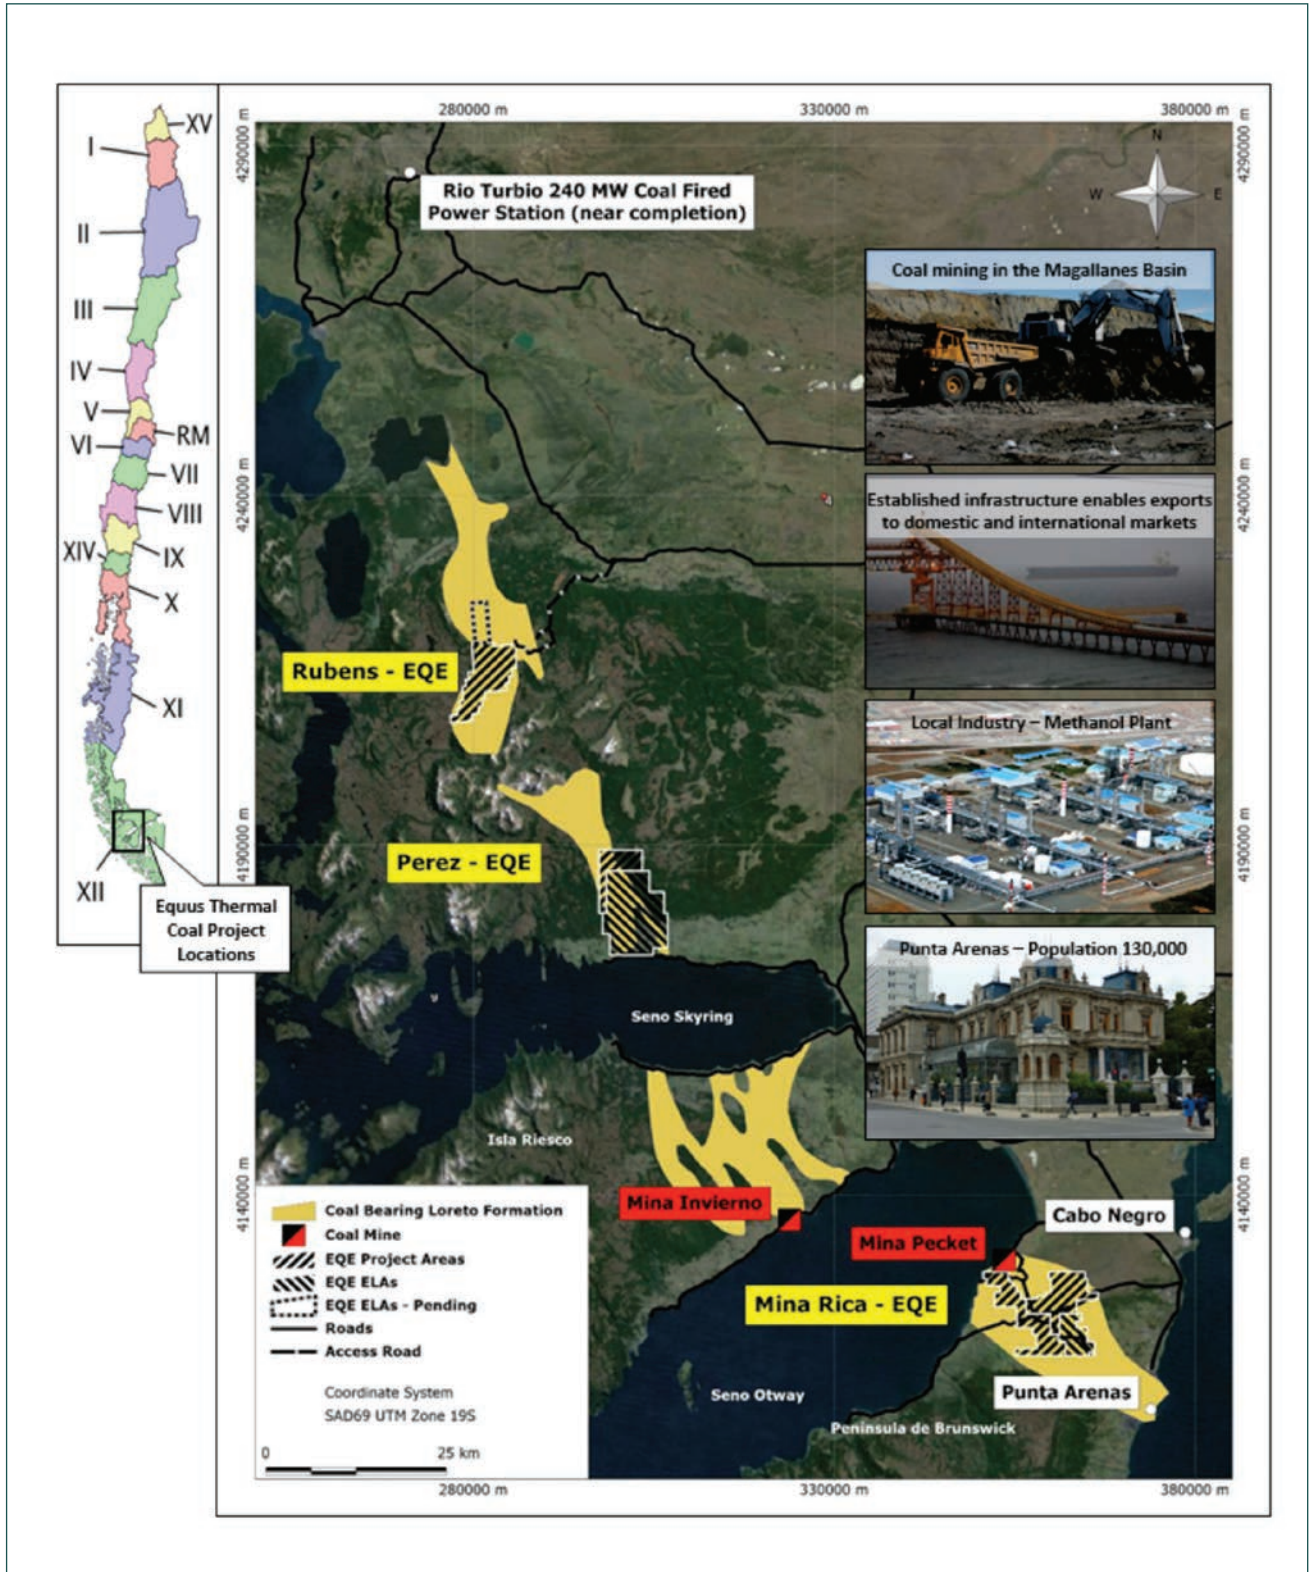 XV
I
II
III
IV
V
RM
VI
VII
VIII
XIV
IX
X
XI
XII
Equus Thermal
Coal Project
Locations
280000 m
330000 m
380000 m
4290000 m
4290000 m
N
W
E
Rio Turbio 240 MW Coal Fired
Power Station (near completion)
Coal mining in the Magallanes Basin
4240000 m
4240000 m
Established infrastructure enables exports
to domestic and international markets
Rubens - EQE
Local Industry – Methanol Plant
4190000 m
4190000 m
Perez - EQE
Punta Arenas – Population 130,000
Seno Skyring
Isla Riesco
4140000 m
4140000 m
Mina Invierno
Cabo Negro
Mina Pecket
Mina Rica - EQE
Punta Arenas
Seno Otway
Peninsula de Brunswick
Coal Bearing Loreto Formation
Coal Mine
EQE Project Areas
EQE ELAs
EQE ELAs - Pending
Roads
Access Road
Coordinate System
SAD69 UTM Zone 19S
0
25 km
280000 m
330000 m
380000 m